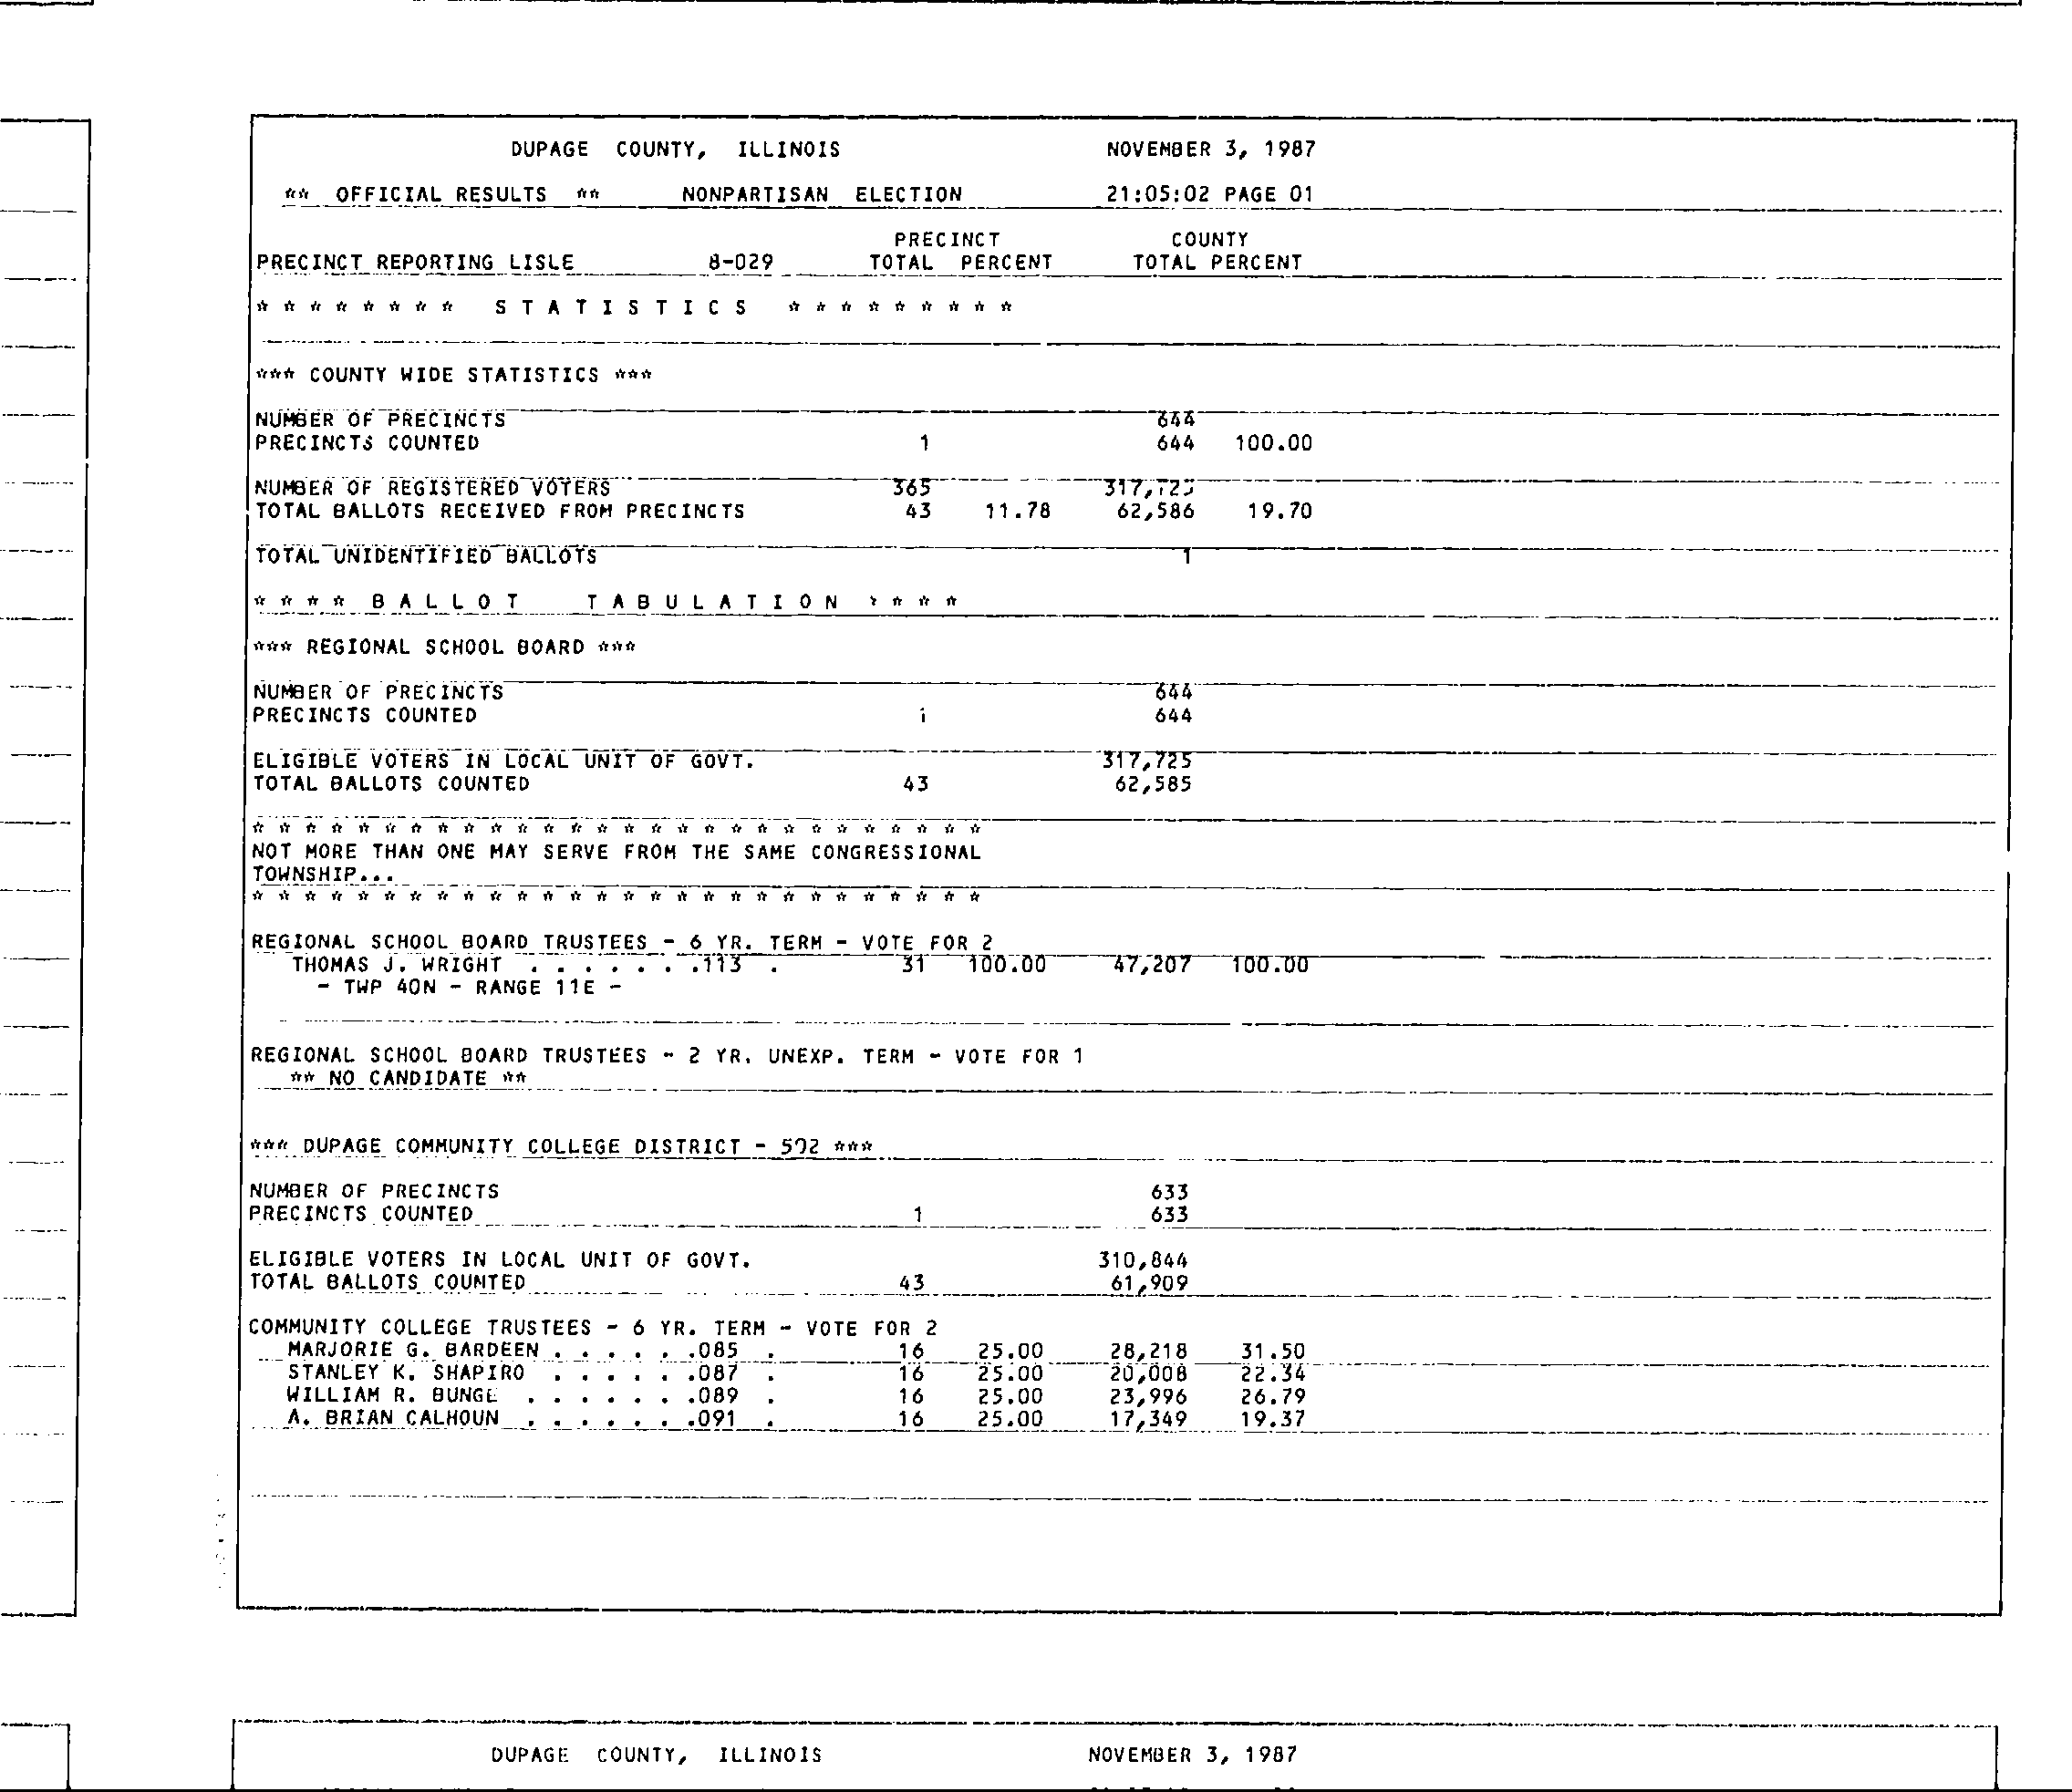 DUPAGE COUNTY, ILLINOIS NOVEMBER 3, 1987
** OFFICIAL RESULTS ** NONPARTISAN ELECTION 21:05:02 PAGE 01
PRECINCT COUNTY
PRECINCT REPORTING LISLE 8-029 TOTAL PERCENT TOTAL PERCENT
* * * * * * * * S T A T I S T I C S * * * * * * * * *
*** COUNTY WIDE STATISTICS ***
NUMBER OF PRECINCTS 644
PRECINCTS COUNTED 1 644 100.00
NUMBER OF REGISTERED VOTERS 365 317,725
TOTAL BALLOTS RECEIVED FROM PRECINCTS 43 11.78 62,586 19.70
TOTAL UNIDENTIFIED BALLOTS 1
* * * * B A L L O T T A B U L A T I O N * * * *
*** REGIONAL SCHOOL BOARD ***
NUMBER OF PRECINCTS 644
PRECINCTS COUNTED 1 644
ELIGIBLE VOTERS IN LOCAL UNIT OF GOVT. 317,725
TOTAL BALLOTS COUNTED 43 62,585
* * * * * * * * * * * * * * * * * * * * * * * * * * * *
NOT MORE THAN ONE MAY SERVE FROM THE SAME CONGRESSIONAL
TOWNSHIP...
* * * * * * * * * * * * * * * * * * * * * * * * * * * *
REGIONAL SCHOOL BOARD TRUSTEES - 6 YR. TERM - VOTE FOR 2
THOMAS J. WRIGHT . . . . . . .113 . 31 100.00 47,207 100.00
- TWP 40N - RANGE 11E -
REGIONAL SCHOOL BOARD TRUSTEES - 2 YR. UNEXP. TERM - VOTE FOR 1
** NO CANDIDATE **
*** DUPAGE COMMUNITY COLLEGE DISTRICT - 502 ***
NUMBER OF PRECINCTS 633
PRECINCTS COUNTED 1 633
ELIGIBLE VOTERS IN LOCAL UNIT OF GOVT. 310,844
TOTAL BALLOTS COUNTED 43 61,909
COMMUNITY COLLEGE TRUSTEES - 6 YR. TERM - VOTE FOR 2
MARJORIE G. BARDEEN . . . . . .085 . 16 25.00 28,218 31.50
STANLEY K. SHAPIRO . . . . . .087 . 16 25.00 20,008 22.34
WILLIAM R. BUNGE . . . . . . .089 . 16 25.00 23,996 26.79
A. BRIAN CALHOUN . . . . . . .091 . 16 25.00 17,349 19.37
DUPAGE COUNTY, ILLINOIS NOVEMBER 3, 1987